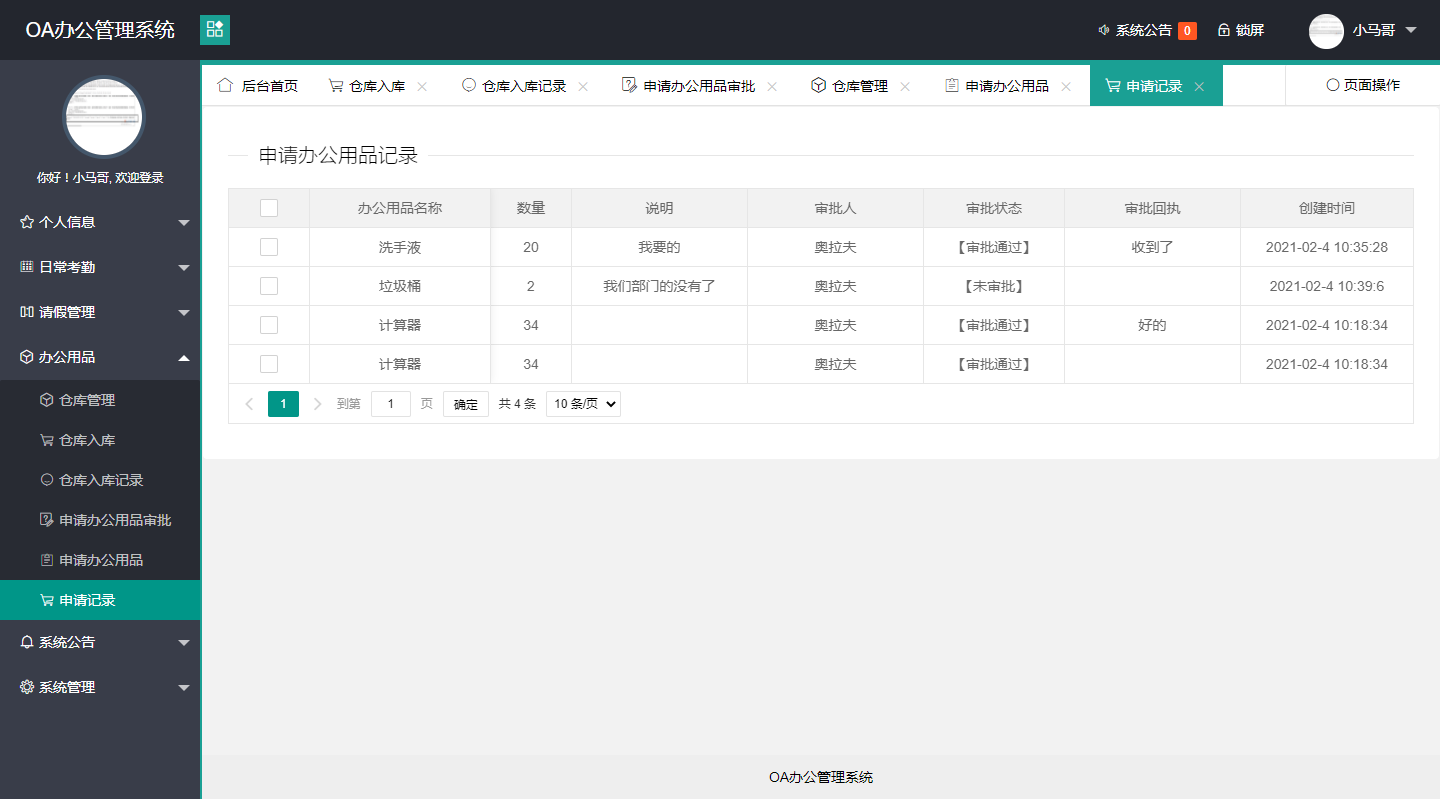 OA办公管理系统
系统公告 0 锁屏 小马哥
后台首页 仓库入库 仓库入库记录 申请办公用品审批 仓库管理 申请办公用品 申请记录 页面操作
你好！小马哥, 欢迎登录
个人信息
日常考勤
请假管理
办公用品
仓库管理
仓库入库
仓库入库记录
申请办公用品审批
申请办公用品
申请记录
系统公告
系统管理
申请办公用品记录
办公用品名称 数量 说明 审批人 审批状态 审批回执 创建时间
洗手液 20 我要的 奥拉夫 【审批通过】 收到了 2021-02-4 10:35:28
垃圾桶 2 我们部门的没有了 奥拉夫 【未审批】 2021-02-4 10:39:6
计算器 34 奥拉夫 【审批通过】 好的 2021-02-4 10:18:34
计算器 34 奥拉夫 【审批通过】 2021-02-4 10:18:34
1 到第 1 页 确定 共 4 条 10 条/页
OA办公管理系统